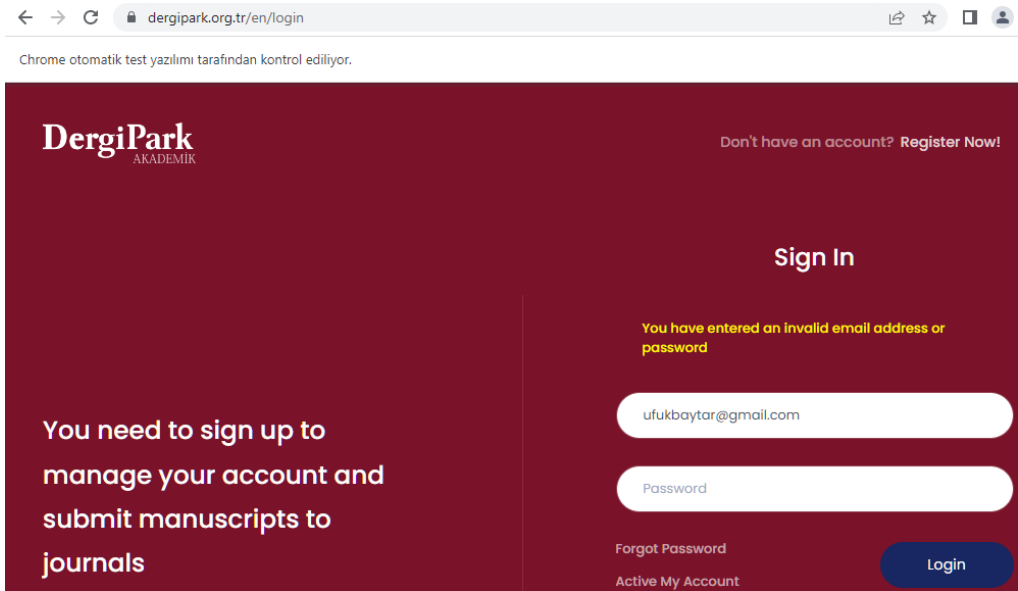 dergipark.org.tr/en/login
Chrome otomatik test yazılımı tarafından kontrol ediliyor.
DergiPark
AKADEMİK
Don't have an account? Register Now!
Sign In
You have entered an invalid email address or
password
ufukbaytar@gmail.com
Password
You need to sign up to
manage your account and
submit manuscripts to
journals
Forgot Password
Login
Active My Account